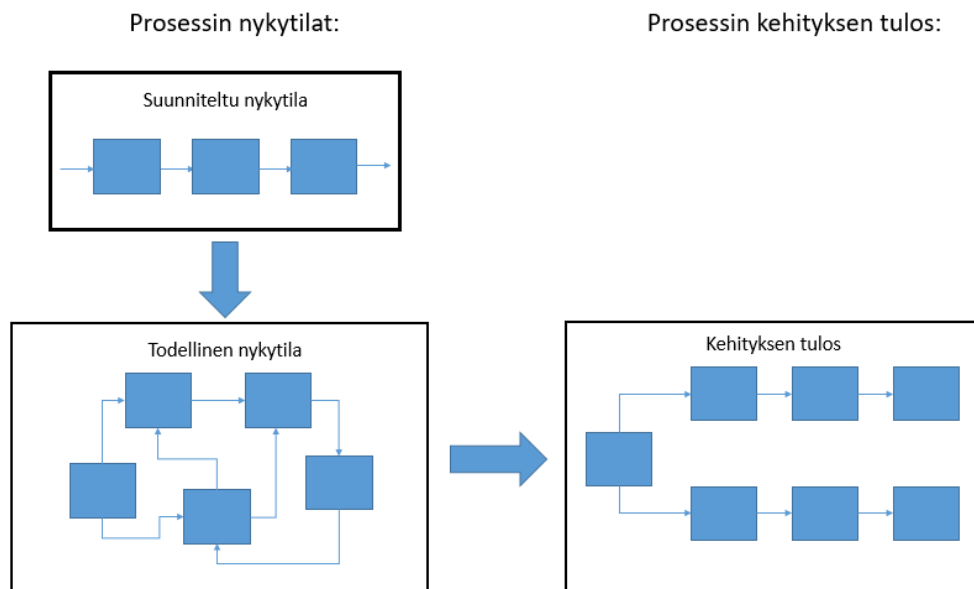 Prosessin nykytilat:
Prosessin kehityksen tulos:
Suunniteltu nykytila
Todellinen nykytila
Kehityksen tulos